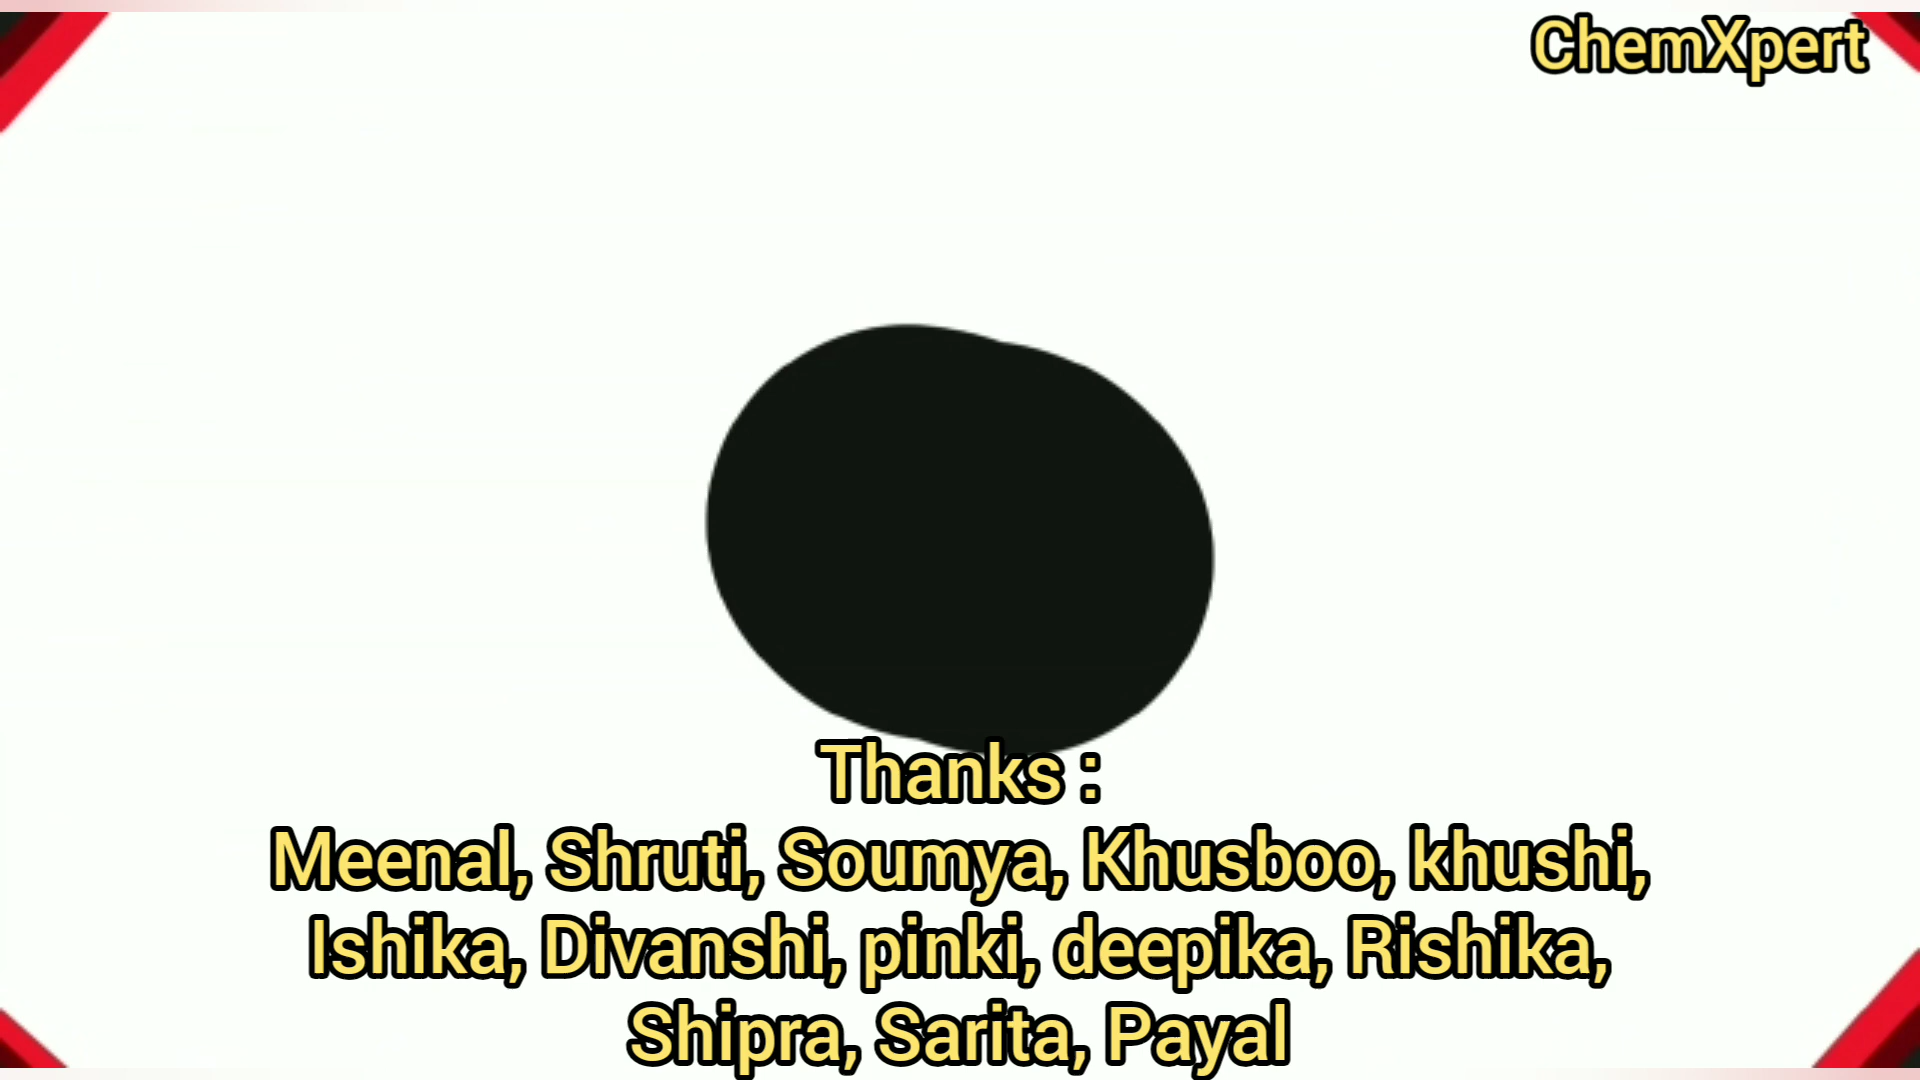 ChemXpert
Thanks :
Meenal, Shruti, Soumya, Khusboo, khushi,
Ishika, Divanshi, pinki, deepika, Rishika,
Shipra, Sarita, Payal